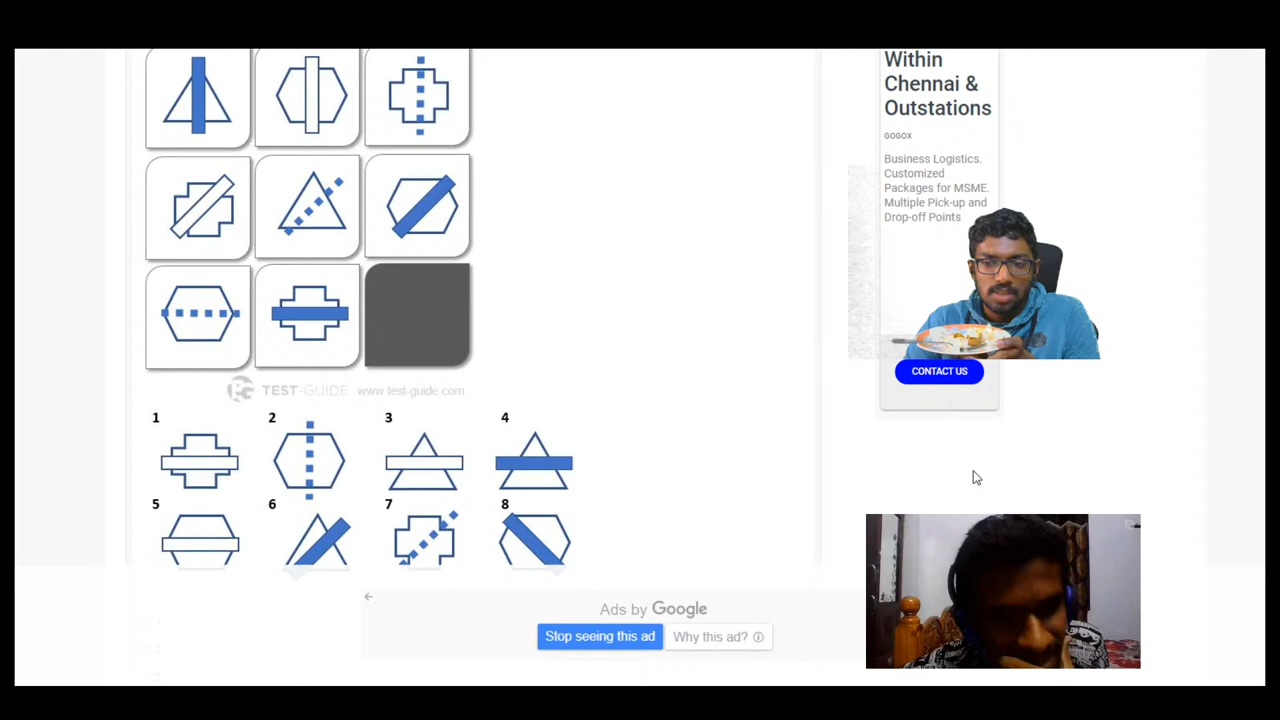 Within
Chennai &
Outstations
GOGOX
Business Logistics.
Customized
Packages for MSME.
Multiple Pick-up and
Drop-off Points
CONTACT US
TEST-GUIDE www.test-guide.com
1 2 3 4
5 6 7 8
Ads by Google
Stop seeing this ad Why this ad?